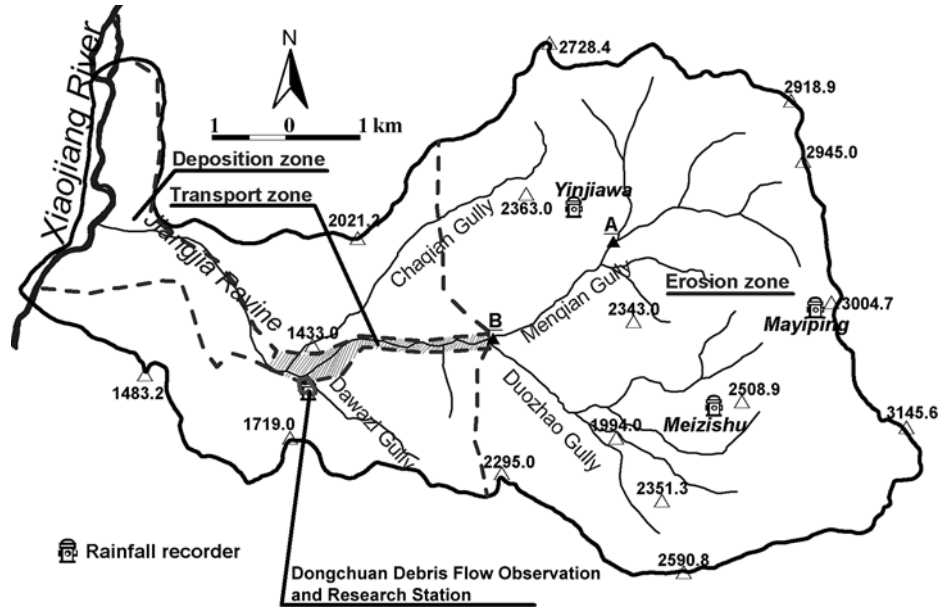 2728.4
N
2918.9
1 0 1 km
Xiaojiang River
Deposition zone
2945.0
Transport zone
Yinjiawa
2363.0
2021.2
Jiangjia Ravine
Chaqian Gully
A
Menqian Gully
Erosion zone
3004.7
Mayiping
2343.0
B
1433.0
1483.2
Dawazi Gully
Duozhao Gully
2508.9
Meizishu
3145.6
1719.0
1994.0
2295.0
2351.3
Rainfall recorder
2590.8
Dongchuan Debris Flow Observation
and Research Station